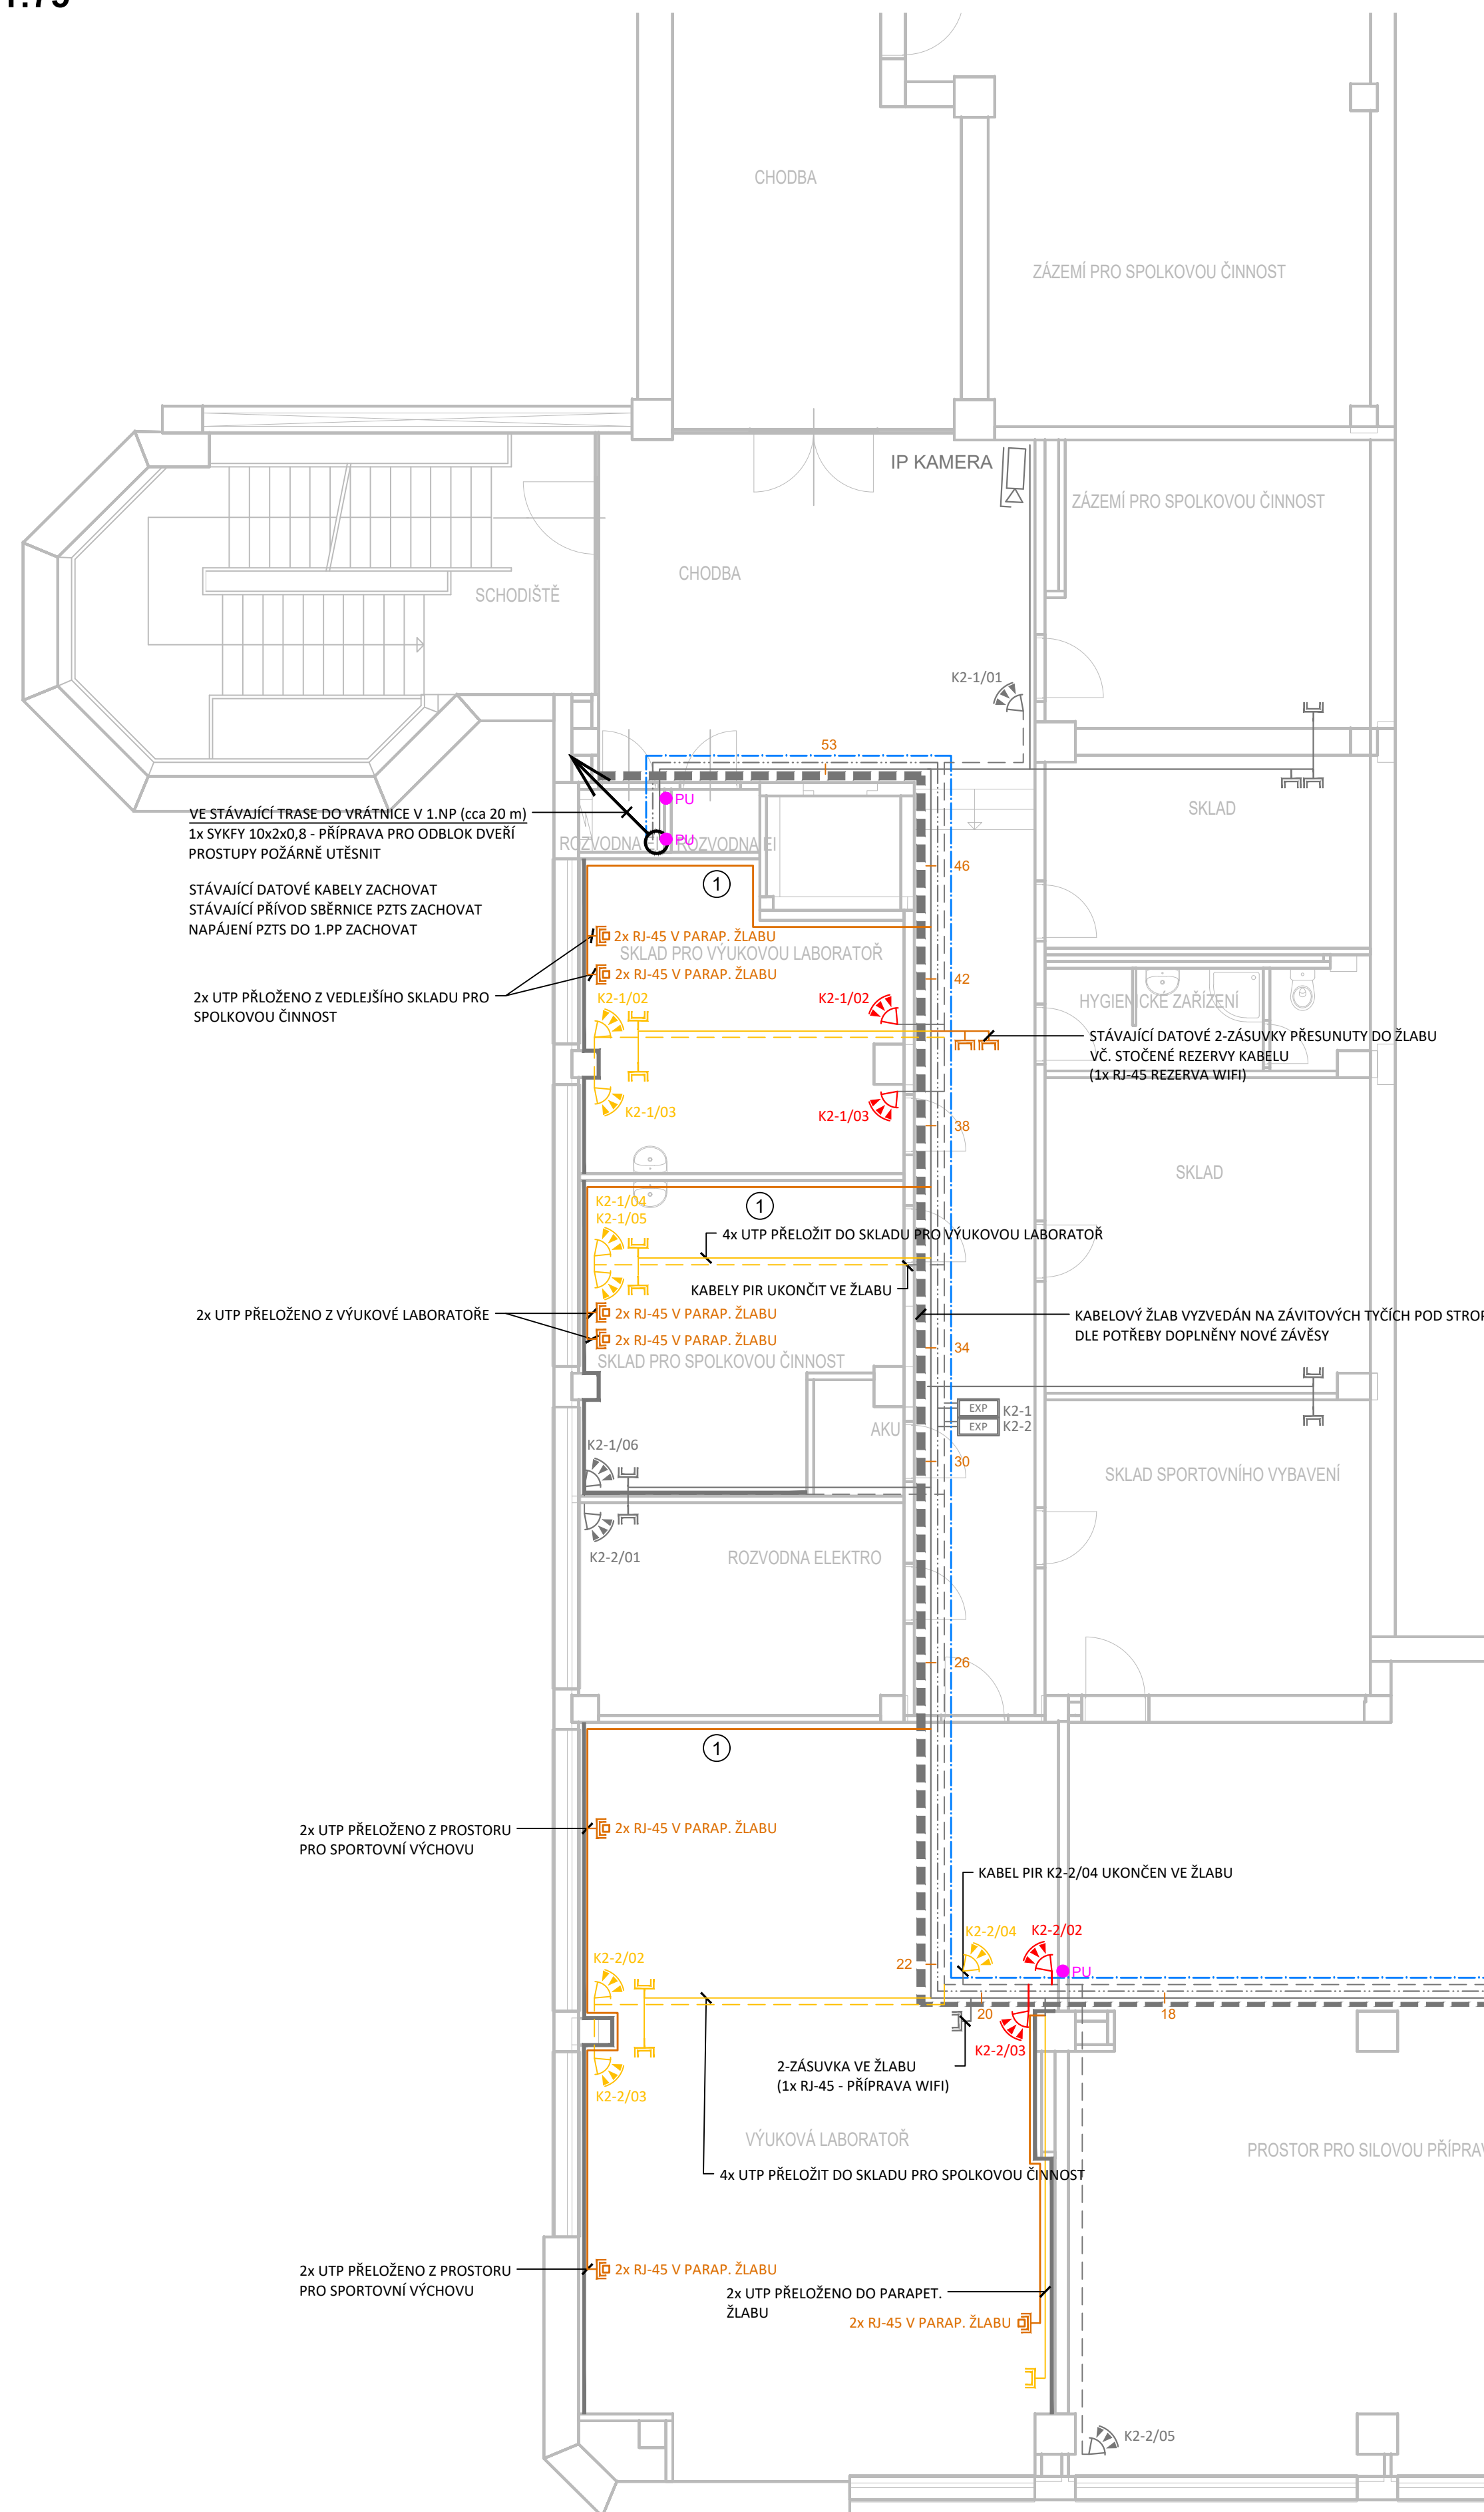 1:75
CHODBA
ZÁZEMÍ PRO SPOLKOVOU ČINNOST
IP KAMERA
ZÁZEMÍ PRO SPOLKOVOU ČINNOST
CHODBA
SCHODIŠTĚ
K2-1/01
53
PU
SKLAD
VE STÁVAJÍCÍ TRASE DO VRÁTNICE V 1.NP (cca 20 m)
1x SYKFY 10x2x0,8 - PŘÍPRAVA PRO ODBLOK DVEŘÍ
PROSTUPY POŽÁRNĚ UTĚSNIT
STÁVAJÍCÍ DATOVÉ KABELY ZACHOVAT
STÁVAJÍCÍ PŘÍVOD SBĚRNICE PZTS ZACHOVAT
NAPÁJENÍ PZTS DO 1.PP ZACHOVAT
ROZVODNA
PU
ROZVODNA EI
46
1
2x RJ-45 V PARAP. ŽLABU
SKLAD PRO VÝUKOVOU LABORATOŘ
2x RJ-45 V PARAP. ŽLABU
42
2x UTP PŘLOŽENO Z VEDLEJŠÍHO SKLADU PRO
SPOLKOVOU ČINNOST
K2-1/02
K2-1/02
HYGIENICKÉ ZAŘÍZENÍ
STÁVAJÍCÍ DATOVÉ 2-ZÁSUVKY PŘESUNUTY DO ŽLABU
VČ. STOČENÉ REZERVY KABELU
(1x RJ-45 REZERVA WIFI)
K2-1/03
K2-1/03
38
SKLAD
K2-1/04
K2-1/05
1
4x UTP PŘELOŽIT DO SKLADU PRO VÝUKOVOU LABORATOŘ
KABELY PIR UKONČIT VE ŽLABU
2x UTP PŘELOŽENO Z VÝUKOVÉ LABORATOŘE
2x RJ-45 V PARAP. ŽLABU
2x RJ-45 V PARAP. ŽLABU
KABELOVÝ ŽLAB VYZVEDÁN NA ZÁVITOVÝCH TYČÍCH POD STROP
DLE POTŘEBY DOPLNĚNY NOVÉ ZÁVĚSY
34
SKLAD PRO SPOLKOVOU ČINNOST
EXP K2-1
EXP K2-2
AKU
K2-1/06
30
SKLAD SPORTOVNÍHO VYBAVENÍ
K2-2/01
ROZVODNA ELEKTRO
26
1
2x UTP PŘELOŽENO Z PROSTORU
PRO SPORTOVNÍ VÝCHOVU
2x RJ-45 V PARAP. ŽLABU
KABEL PIR K2-2/04 UKONČEN VE ŽLABU
K2-2/04
K2-2/02
K2-2/02
22
PU
20
18
K2-2/03
2-ZÁSUVKA VE ŽLABU
(1x RJ-45 - PŘÍPRAVA WIFI)
K2-2/03
VÝUKOVÁ LABORATOŘ
PROSTOR PRO SILOVOU PŘÍPRAV
4x UTP PŘELOŽIT DO SKLADU PRO SPOLKOVOU ČINNOST
2x UTP PŘELOŽENO Z PROSTORU
PRO SPORTOVNÍ VÝCHOVU
2x RJ-45 V PARAP. ŽLABU
2x UTP PŘELOŽENO DO PARAPET.
ŽLABU
2x RJ-45 V PARAP. ŽLABU
K2-2/05